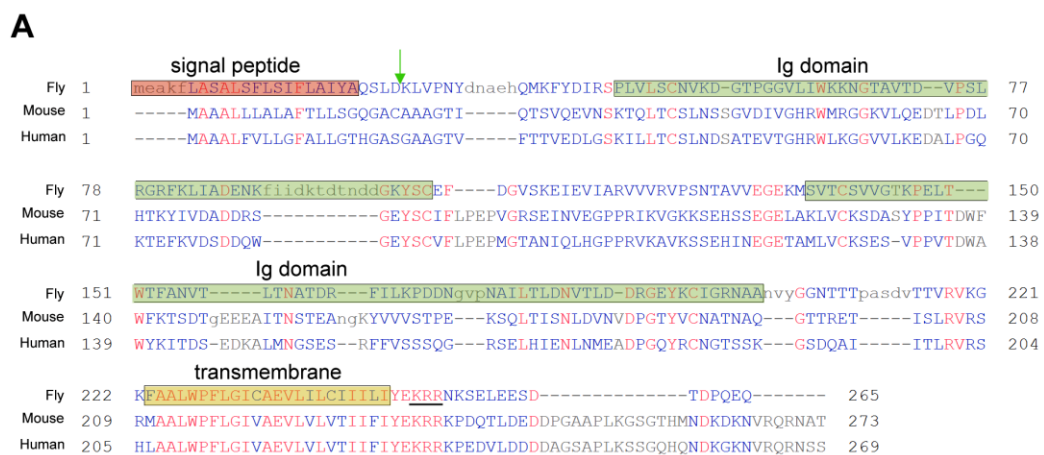 A
signal peptide Ig domain
Fly 1 meakfLASALSFLSIFLAIYAQSLDKLVPNYdnaehQMKFYDIRSPLVLSCNVKD-GTPGGVLIWKKNGTAVTD--VPSL 77
Mouse 1 -----MAAALLLALAFTLLSGQGACAAAGTI-----QTSVQEVNSKTQLTCSLNSSGVDIVGHRWMRGGKVLQEDTLPDL 70
Human 1 -----MAAALFVLLGFALLGTHGASGAAGTV-----FTTVEDLGSKILLTCSLNDSATEVTGHRWLKGGVVLKEDALPGQ 70
Fly 78 RGRFKLIADENKfiidktdtnddGKYSCEF----DGVSKEIEVIARVVVRVPSNTAVVEGEKMSVTCSVVGTKPELT--- 150
Mouse 71 HTKYIVDADDRS-----------GEYSCIFLPEPVGRSEINVEGPPRIKVGKKSEHSSEGELAKLVCKSDASYPPITDWF 139
Human 71 KTEFKVDSDDQW-----------GEYSCVFLPEPMGTANIQLHGPPRVKAVKSSEHINEGETAMLVCKSES-VPPVTDWA 138
Ig domain
Fly 151 WTFANVT-----LTNATDR---FILKPDDNgvpNAILTLDNVTLD-DRGEYKCIGRNAAnvyGGNTTTpasdvTTVRVKG 221
Mouse 140 WFKTSDTgEEEAITNSTEAngKYVVVSTPE---KSQLTISNLDVNVDPGTYVCNATNAQ---GTTRET-----ISLRVRS 208
Human 139 WYKITDS-EDKALMNGSES-RFFVSSSQG---RSELHIENLNMEADPGQYRCNGTSSK---GSDQAI-----ITLRVRS 204
transmembrane
Fly 222 KFAALWPFLGICAEVLILCIIILIYEKRRNKSELEESD-----------TDPQEQ--- 265
Mouse 209 RMAALWPFLGIVAEVLVLVTIIFIYEKRRKPDQTLDEDDPGAAPLKGSGTHMNDKDKNVRQRNAT 273
Human 205 HLAALWPFLGIVAEVLVLVTIIFIYEKRRKPEDVLDDDDAGSAPLKSSGQHQNDKGKNVRQRNSS 269